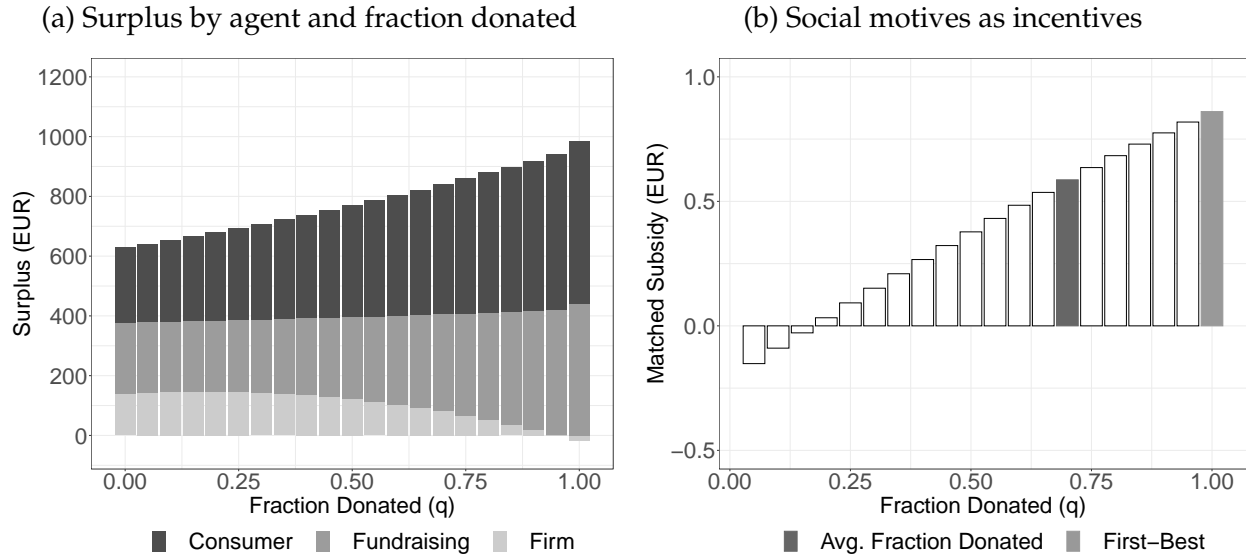 (a) Surplus by agent and fraction donated
1200
1000
800
600
400
200
0
Surplus (EUR)
0.00 0.25 0.50 0.75 1.00
Fraction Donated (q)
Consumer Fundraising Firm
(b) Social motives as incentives
1.0
0.5
0.0
−0.5
Matched Subsidy (EUR)
0.00 0.25 0.50 0.75 1.00
Fraction Donated (q)
Avg. Fraction Donated First−Best